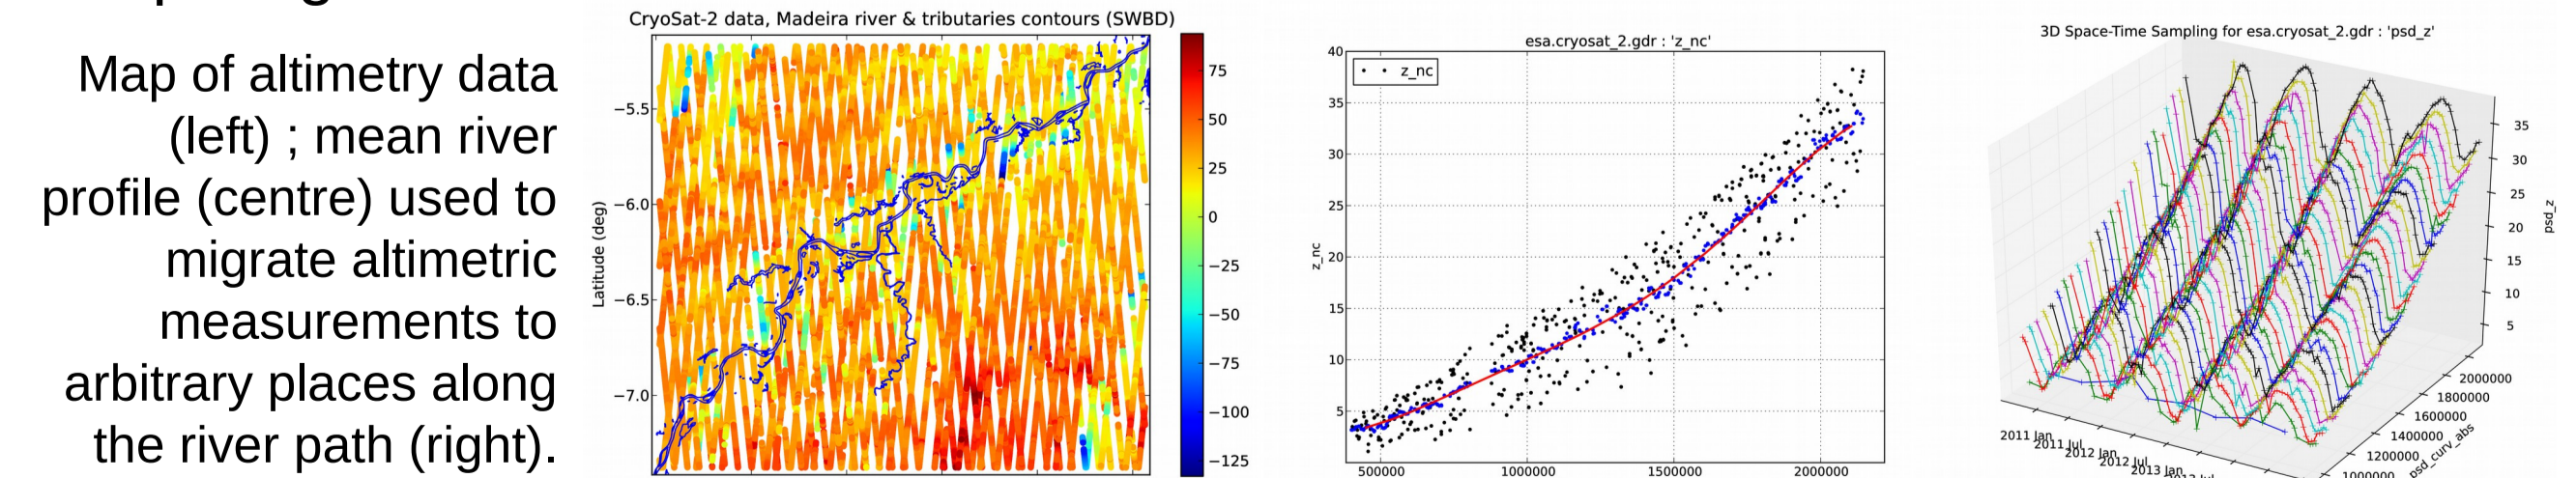 Map of altimetry data
(left) ; mean river
profile (centre) used to
migrate altimetric
measurements to
arbitrary places along
the river path (right).
CryoSat-2 data, Madeira river & tributaries contours (SWBD)
Latitude (deg)
−5.5
−6.0
−6.5
−7.0
75
50
25
0
−25
−50
−75
−100
−125
esa.cryosat_2.gdr : 'z_nc'
z_nc
z_nc
40
35
30
25
20
15
10
5
500000
1000000
1500000
2000000
3D Space-Time Sampling for esa.cryosat_2.gdr : 'psd_z'
35
30
25
20
15
10
5
psd_z
2000000
1800000
1600000
1400000
1200000
1000000
psd_curv_abs
2011 Jan
2011 Jul
2012 Jan
2012 Jul
2013 Jan